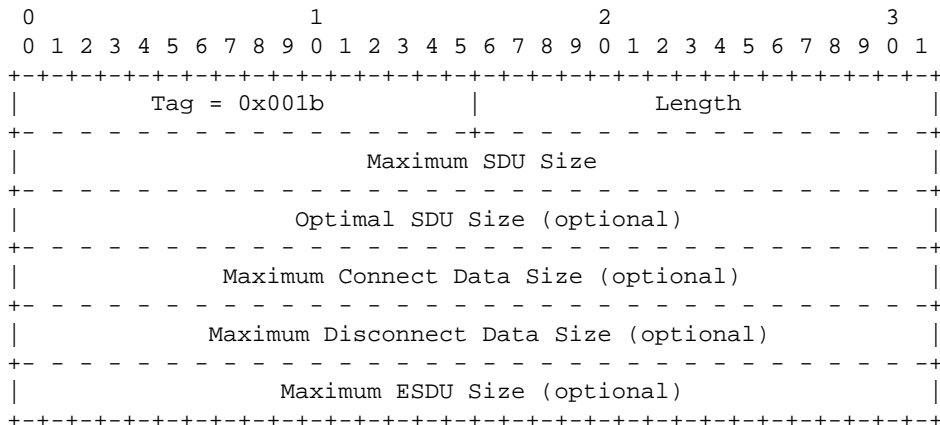 0                   1                   2                   3
 0 1 2 3 4 5 6 7 8 9 0 1 2 3 4 5 6 7 8 9 0 1 2 3 4 5 6 7 8 9 0 1
+-+-+-+-+-+-+-+-+-+-+-+-+-+-+-+-+-+-+-+-+-+-+-+-+-+-+-+-+-+-+-+-+
|         Tag = 0x001b          |            Length             |
+- - - - - - - - - - - - - - - -+- - - - - - - - - - - - - - - -+
|                        Maximum SDU Size                       |
+- - - - - - - - - - - - - - - - - - - - - - - - - - - - - - - -+
|                   Optimal SDU Size (optional)                 |
+- - - - - - - - - - - - - - - - - - - - - - - - - - - - - - - -+
|              Maximum Connect Data Size (optional)             |
+- - - - - - - - - - - - - - - - - - - - - - - - - - - - - - - -+
|             Maximum Disconnect Data Size (optional)           |
+- - - - - - - - - - - - - - - - - - - - - - - - - - - - - - - -+
|                  Maximum ESDU Size (optional)                 |
+-+-+-+-+-+-+-+-+-+-+-+-+-+-+-+-+-+-+-+-+-+-+-+-+-+-+-+-+-+-+-+-+